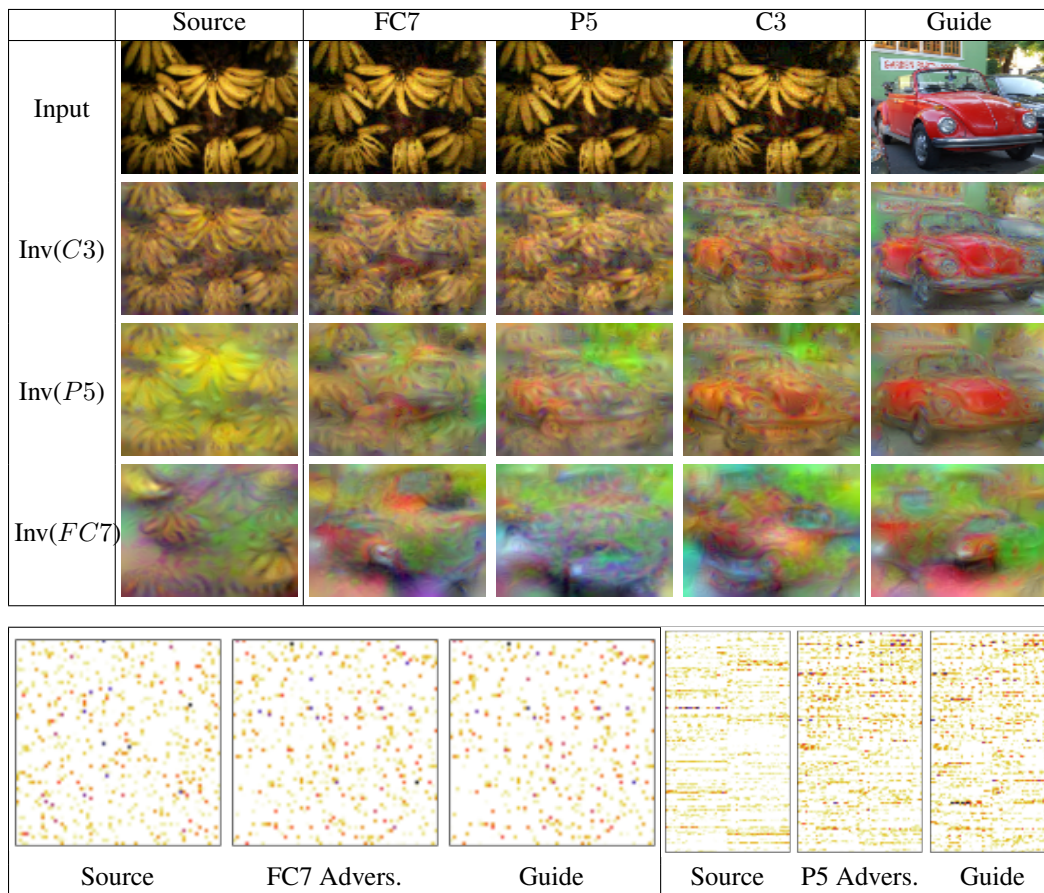 Source FC7 P5 C3 Guide
Input
Inv(C3)
Inv(P5)
Inv(FC7)
Source FC7 Advers. Guide Source P5 Advers. Guide